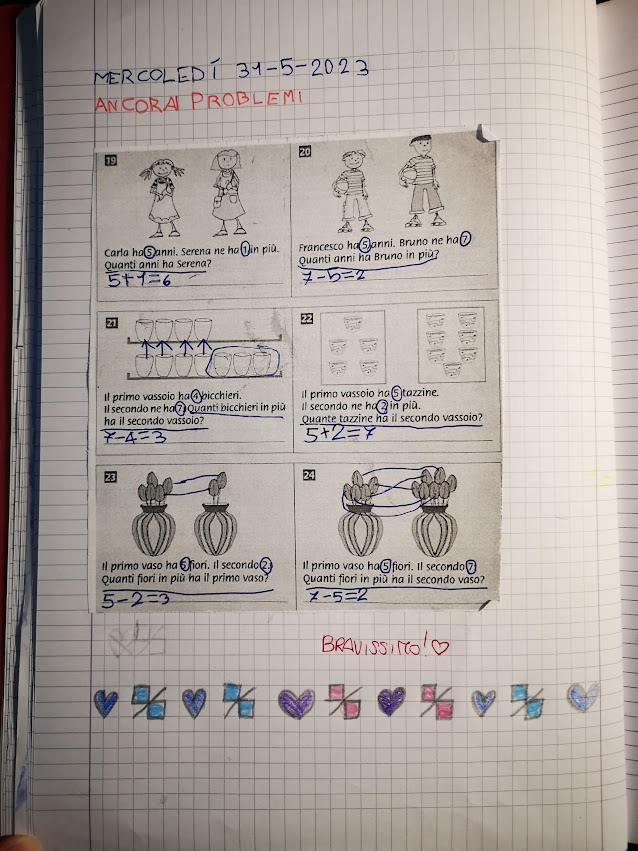 MERCOLEDÍ 31-5-2023
ANCORA PROBLEMI
19
Carla ha 5 anni. Serena ne ha 1 in più.
Quanti anni ha Serena?
5+1=6
20
Francesco ha 5 anni. Bruno ne ha 7.
Quanti anni ha Bruno in più?
7-5=2
21
Il primo vassoio ha 4 bicchieri.
Il secondo ne ha 7. Quanti bicchieri in più
ha il secondo vassoio?
7-4=3
22
Il primo vassoio ha 5 tazzine.
Il secondo ne ha 2 in più.
Quante tazzine ha il secondo vassoio?
5+2=7
23
Il primo vaso ha 5 fiori. Il secondo 2.
Quanti fiori in più ha il primo vaso?
5-2=3
24
Il primo vaso ha 5 fiori. Il secondo 7.
Quanti fiori in più ha il secondo vaso?
7-5=2
BRAVISSIMO!